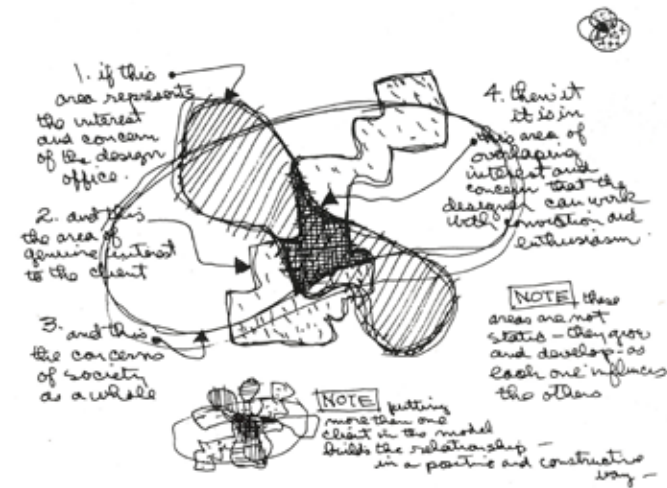 1. if this
area represents
the interest
and concern
of the design
office.
2. and this
the area of
genuine interest
to the client
3. and this
the concerns
of society
as a whole
4. then it
it is in
this area of
overlaping
interest and
concern that the
designer can work
with conviction and
enthusiasm
NOTE these
areas are not
static - they grow
and develop - as
each one influences
the others
NOTE putting
more than one
client in the model
builds the relationship -
in a positive and constructive
way -